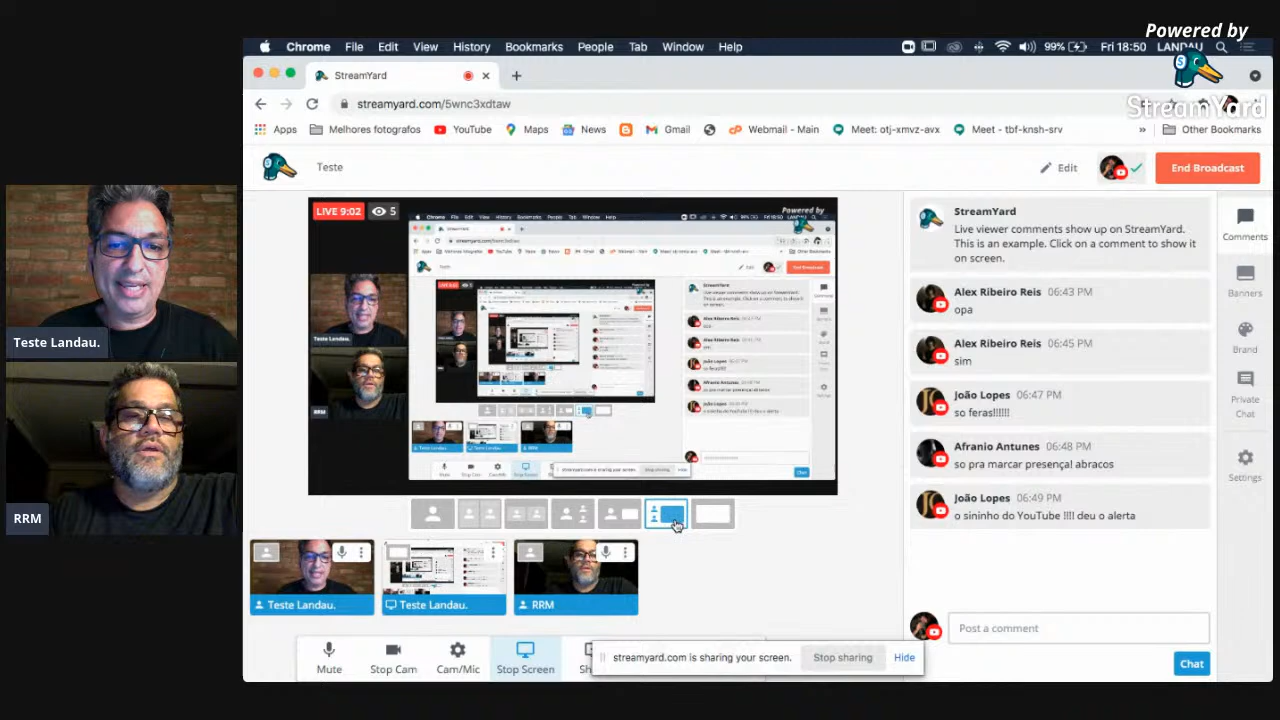 Powered by
StreamYard
Chrome File Edit View History Bookmarks People Tab Window Help
99% Fri 18:50 LANDAU
StreamYard
streamyard.com/5wnc3xdtaw
Apps Melhores fotografos YouTube Maps News Gmail Webmail - Main Meet: otj-xmvz-avx Meet - tbf-knsh-srv » Other Bookmarks
Teste
Edit
End Broadcast
LIVE 9:02 5
StreamYard
Live viewer comments show up on StreamYard.
This is an example. Click on a comment to show it
on screen.
Alex Ribeiro Reis
opa
Alex Ribeiro Reis 06:45 PM
sim
João Lopes 06:47 PM
so feras!!!!!!
Afranio Antunes 06:48 PM
so pra marcar presença! abracos
João Lopes 06:49 PM
o sininho do YouTube !!!! deu o alerta
Comments
Banners
Brand
Private
Chat
Settings
Teste Landau.
RRM
Teste Landau.
RRM
Teste Landau.
Teste Landau.
RRM
Mute
Stop Cam
Cam/Mic
Stop Screen
streamyard.com is sharing your screen. Stop sharing Hide
Post a comment
Chat